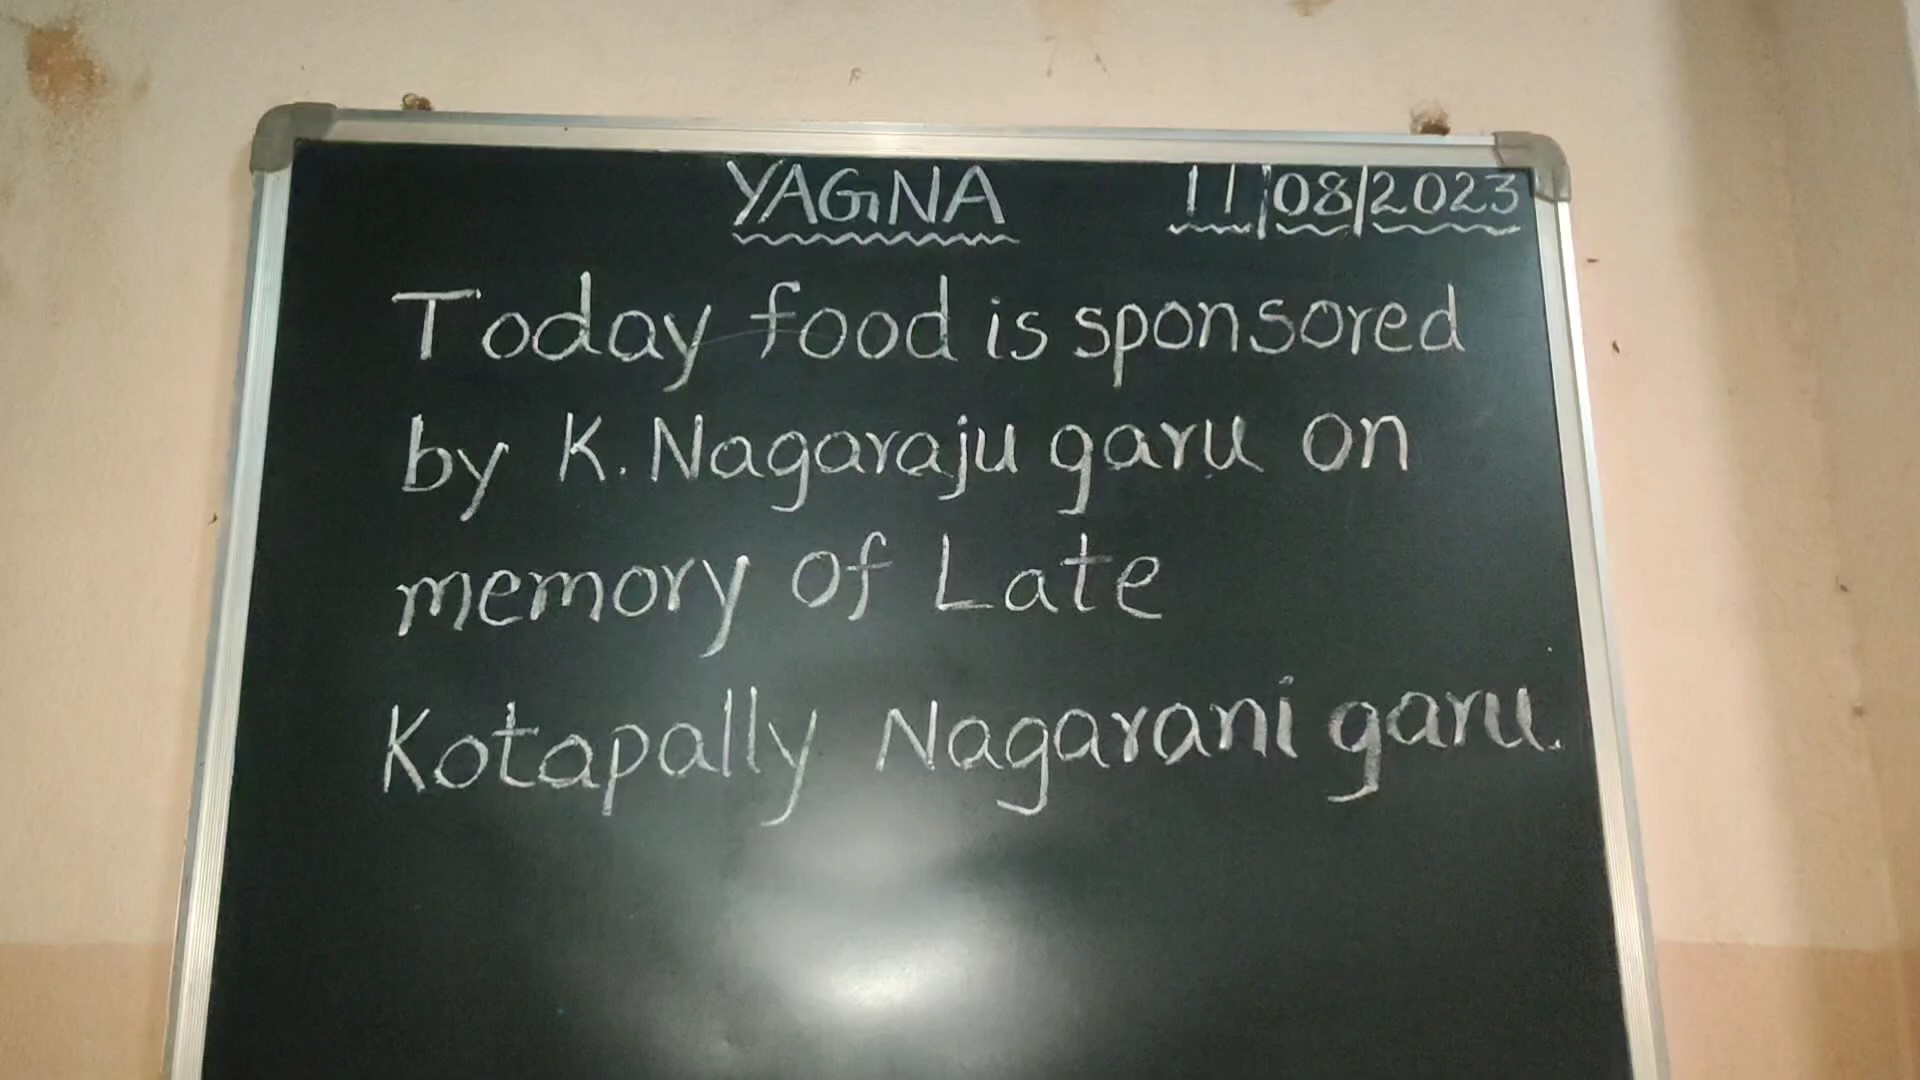 YAGNA 11/08/2023
Today food is sponsored
by K. Nagaraju garu on
memory of Late
Kotapally Nagarani garu.